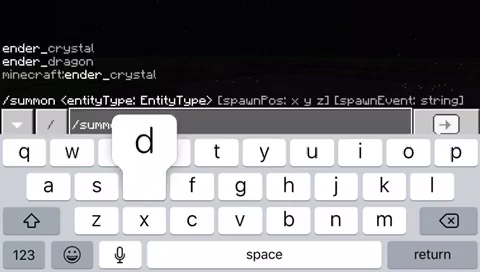 ender_crystal
ender_dragon
minecraft:ender_crystal
/summon <entityType: EntityType> [spawnPos: x y z] [spawnEvent: string]
/ /summ
d
q w t y u i o p
a s f g h j k l
z x c v b n m
123 space return